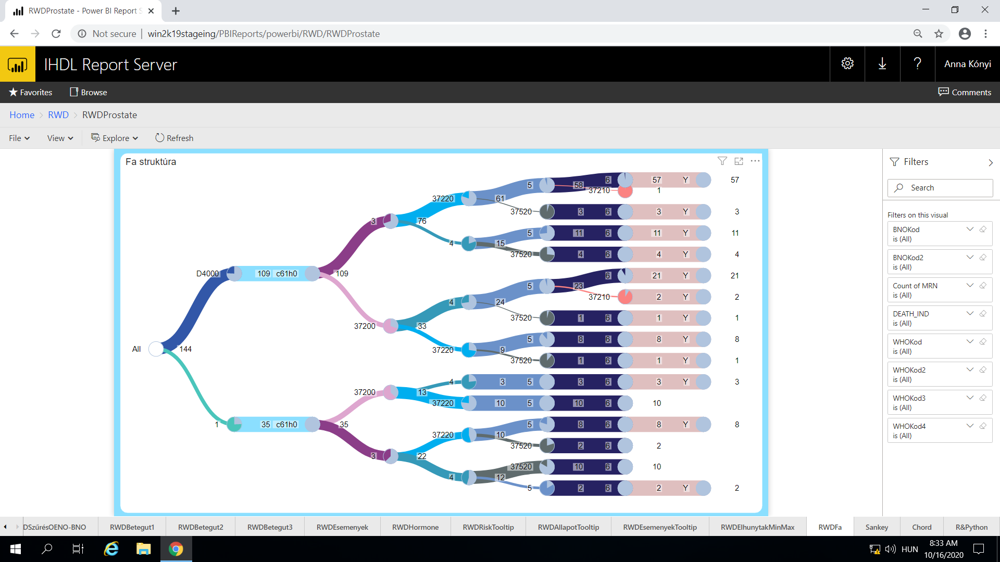 RWDProstate - Power BI Report S
Not secure | win2k19stageing/PBIReports/powerbi/RWD/RWDProstate
IHDL Report Server
? Anna Kónyi
Favorites Browse Comments
Home > RWD > RWDProstate
File View Explore Refresh
Fa struktúra
Filters
Search
Filters on this visual
BNOKod
is (All)
BNOKod2
is (All)
Count of MRN
is (All)
DEATH_IND
is (All)
WHOKod
is (All)
WHOKod2
is (All)
WHOKod3
is (All)
WHOKod4
is (All)
5 58 6 57 Y 57
37210 1
37220 61
37520 3 6 3 Y 3
3 76
5 11 6 11 Y 11
4 15
37520 4 6 4 Y 4
D4000 109 c61h0 109
6 21 Y 21
5 23
37210 2 Y 2
4 24
37520 1 6 1 Y 1
37200 33
5 8 6 8 Y 8
All 144
37220 9
37520 1 6 1 Y 1
4 3 5 3 6 3 Y 3
37200 13
37220 10 5 10 6 10
1 35 c61h0 35
5 8 6 8 Y 8
37220 10
37520 2 6 2
3 22
37520 10 6 10
4 12
5 2 6 2 Y 2
DSzűrésOENO-BNO RWDBetegut1 RWDBetegut2 RWDBetegut3 RWDEsemenyek RWDHormone RWDRiskTooltip RWDAllapotTooltip RWDEsemenyekTooltip RWDElhunytakMinMax RWDFa Sankey Chord R&Python
HUN
8:33 AM
10/16/2020